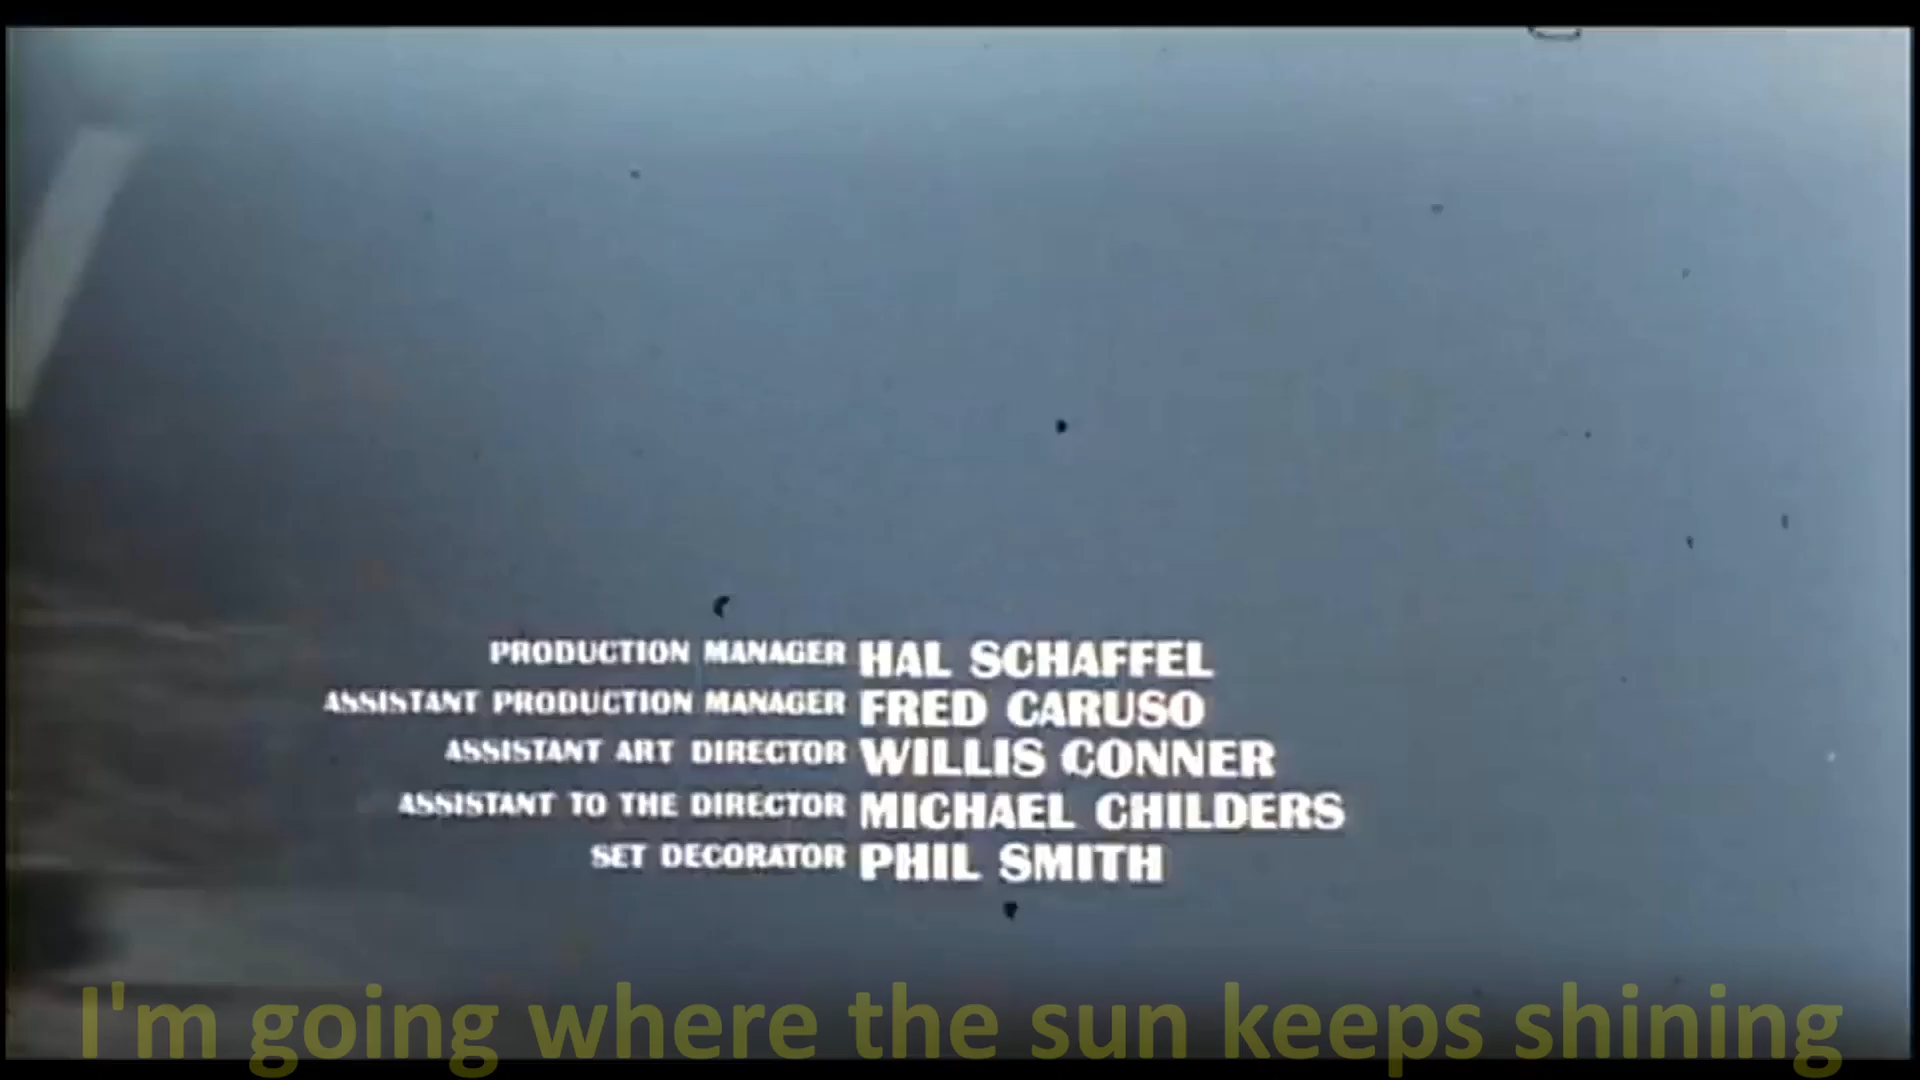 PRODUCTION MANAGER HAL SCHAFFEL
ASSISTANT PRODUCTION MANAGER FRED CARUSO
ASSISTANT ART DIRECTOR WILLIS CONNER
ASSISTANT TO THE DIRECTOR MICHAEL CHILDERS
SET DECORATOR PHIL SMITH
I'm going where the sun keeps shining